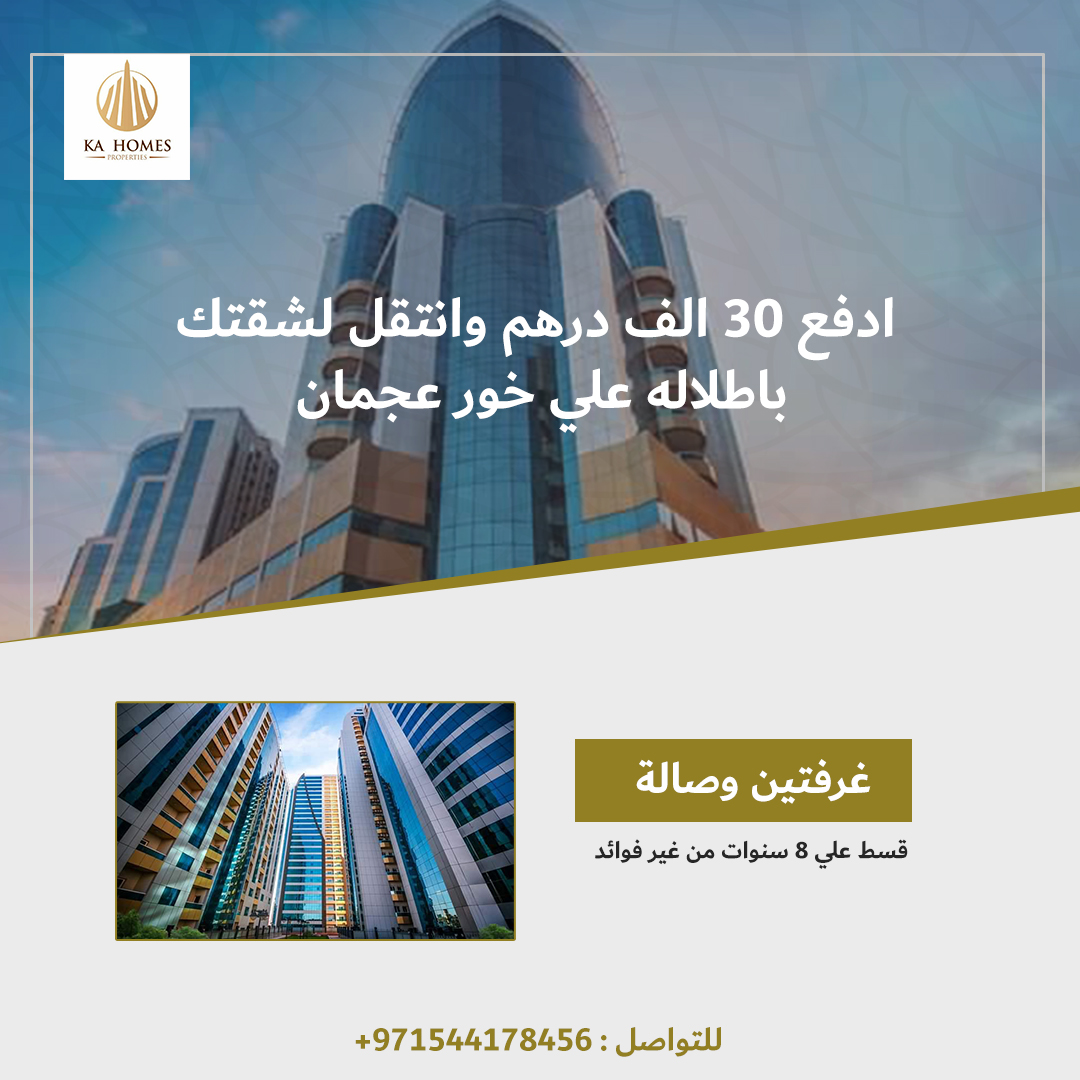 KA HOMES
PROPERTIES
ادفع 30 الف درهم وانتقل لشقتك
باطلاله علي خور عجمان
غرفتين وصالة
قسط علي 8 سنوات من غير فوائد
للتواصل : 971544178456+